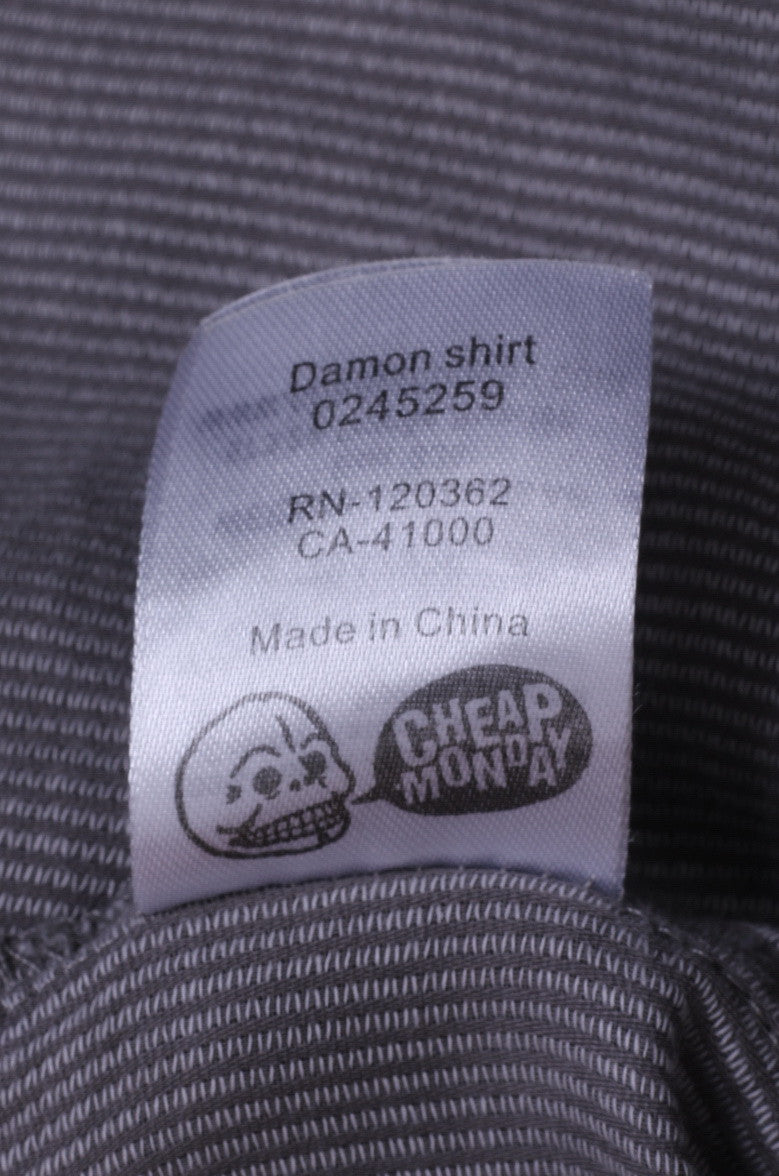 Damon shirt
0245259
RN-120362
CA-41000
Made in China
CHEAP
MONDAY